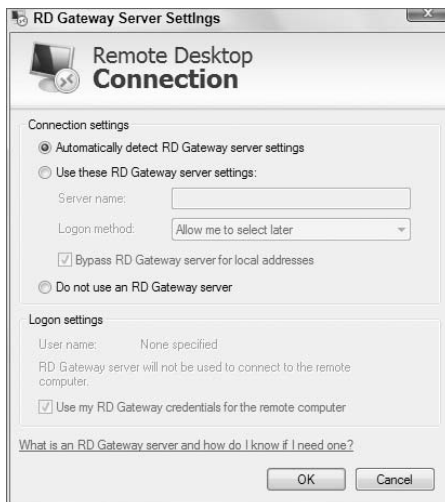 RD Gateway Server Settings
Remote Desktop
Connection
Connection settings
Automatically detect RD Gateway server settings
Use these RD Gateway server settings:
Server name:
Logon method: Allow me to select later
Bypass RD Gateway server for local addresses
Do not use an RD Gateway server
Logon settings
User name: None specified
RD Gateway server will not be used to connect to the remote
computer.
Use my RD Gateway credentials for the remote computer
What is an RD Gateway server and how do I know if I need one?
OK Cancel